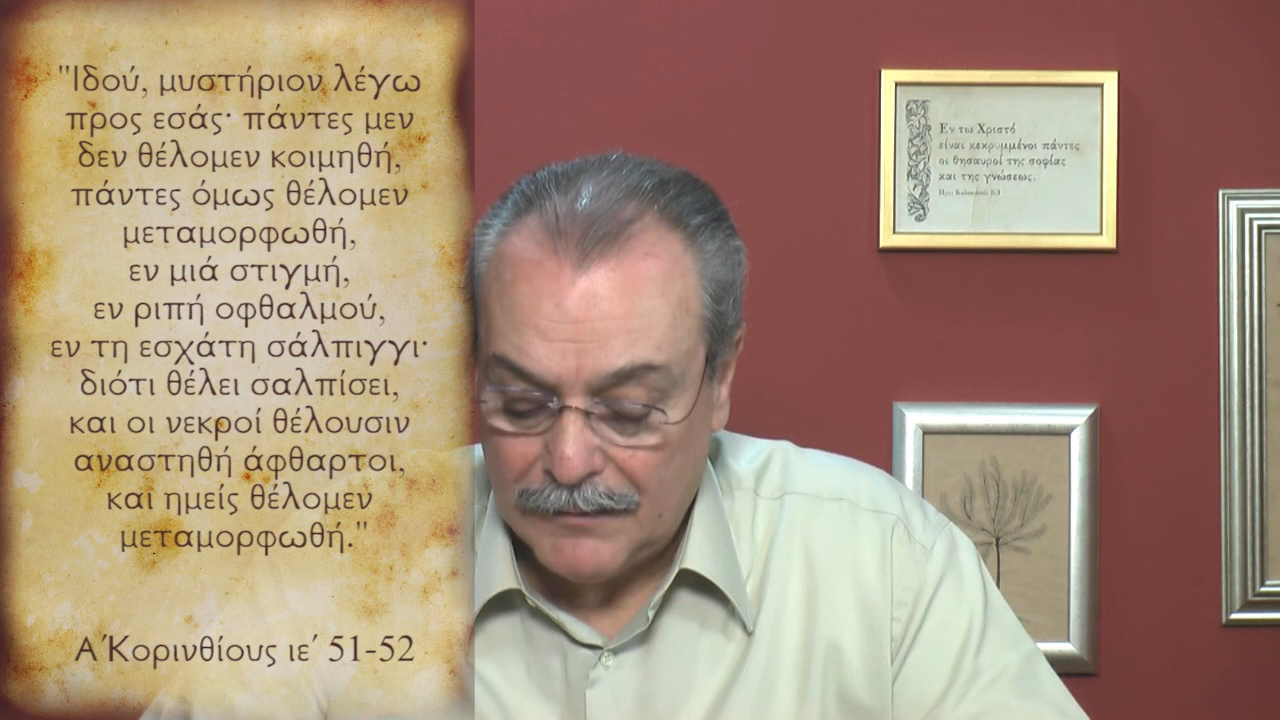 "Ιδού, μυστήριον λέγω
προς εσάς· πάντες μεν
δεν θέλομεν κοιμηθή,
πάντες όμως θέλομεν
μεταμορφωθή,
εν μιά στιγμή,
εν ριπή οφθαλμού,
εν τη εσχάτη σάλπιγγι·
διότι θέλει σαλπίσει,
και οι νεκροί θέλουσιν
αναστηθή άφθαρτοι,
και ημείς θέλομεν
μεταμορφωθή."
Α΄Κορινθίους ιε΄ 51-52
Εν τω Χριστό
είναι κεκρυμμένοι πάντες
οι θησαυροί της σοφίας
και της γνώσεως.